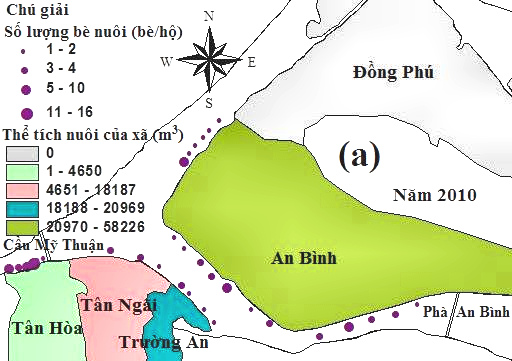 Chú giải
Số lượng bè nuôi (bè/hộ)
1 - 2
3 - 4
5 - 10
11 - 16
Thể tích nuôi của xã (m³)
0
1 - 4650
4651 - 18187
18188 - 20969
20970 - 58226
N
W E
S
Đồng Phú
(a)
Năm 2010
An Bình
Cầu Mỹ Thuận
Tân Ngãi
Tân Hòa
Trường An
Phà An Bình